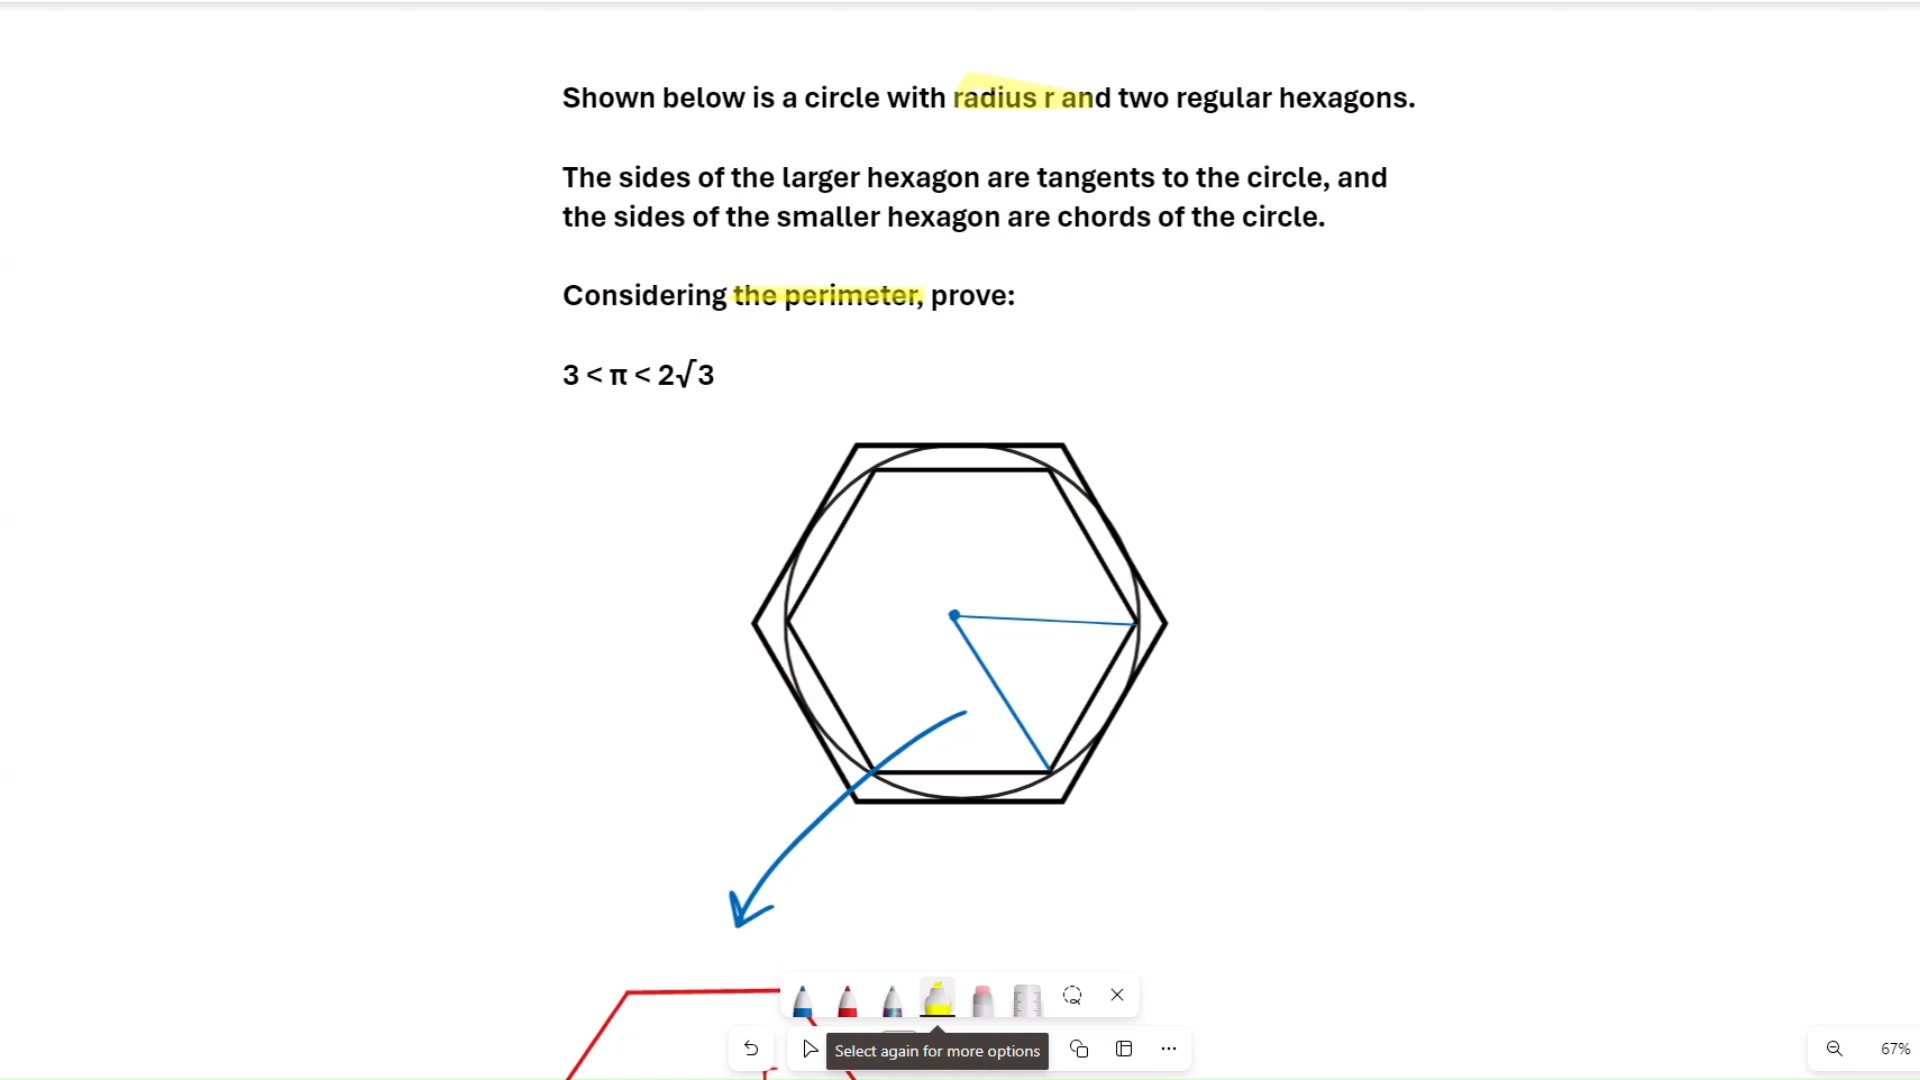 Shown below is a circle with radius r and two regular hexagons.
The sides of the larger hexagon are tangents to the circle, and
the sides of the smaller hexagon are chords of the circle.
Considering the perimeter, prove:
3 < π < 2√3
Select again for more options
67%